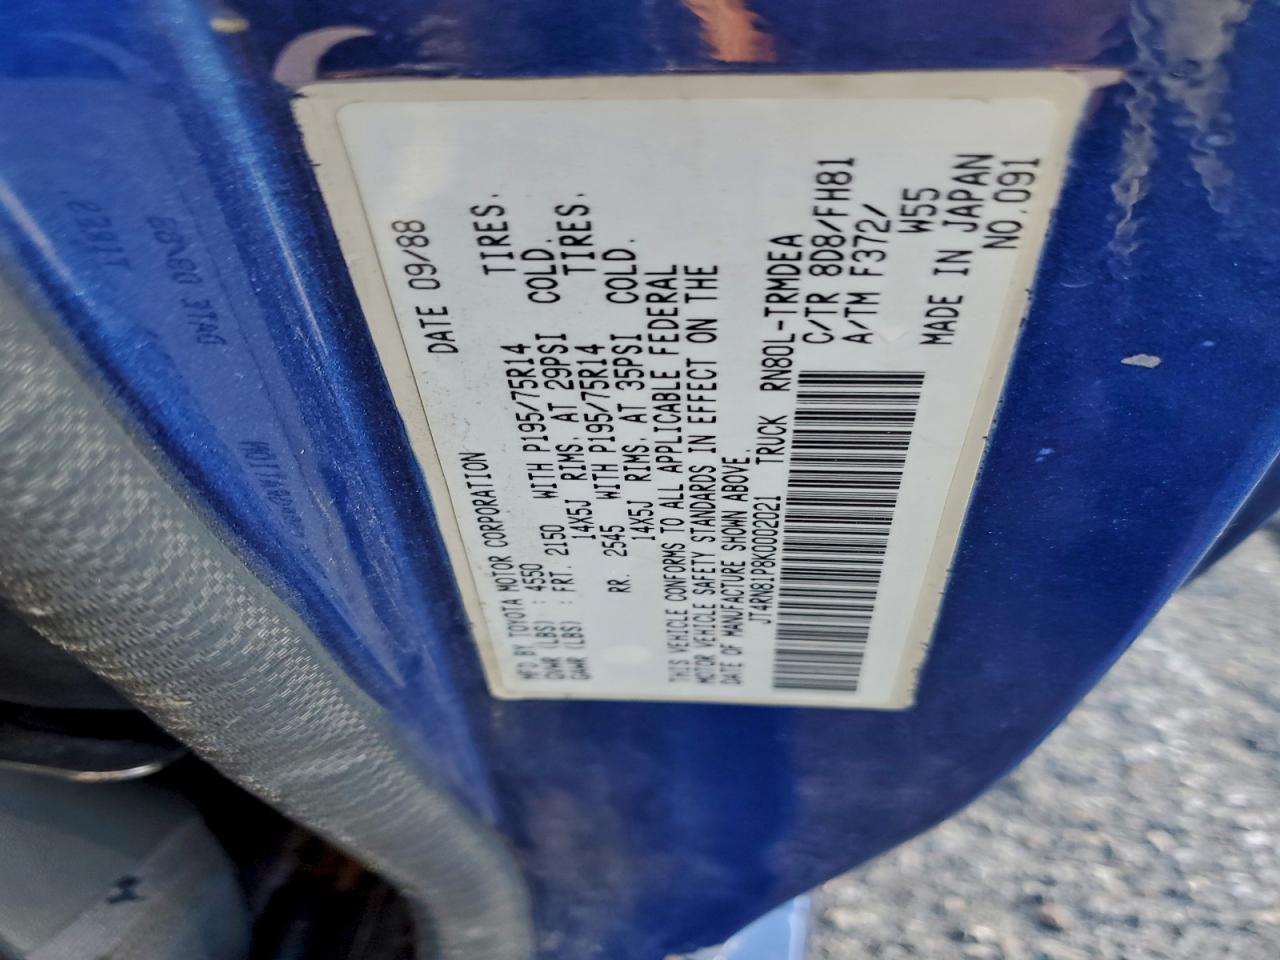 MFD. BY TOYOTA MOTOR CORPORATION DATE 09/88
GVWR (LBS) : 4550
GAWR (LBS) : FRT. 2150 WITH P195/75R14 TIRES.
14X5J RIMS. AT 29PSI COLD.
RR. 2545 WITH P195/75R14 TIRES.
14X5J RIMS. AT 35PSI COLD.
THIS VEHICLE CONFORMS TO ALL APPLICABLE FEDERAL
MOTOR VEHICLE SAFETY STANDARDS IN EFFECT ON THE
DATE OF MANUFACTURE SHOWN ABOVE.
JT4RN81P8K0002021 TRUCK RN80L-TRMDEA
C/TR 8D8/FH81
A/TM F372/ W55
MADE IN JAPAN
NO.091